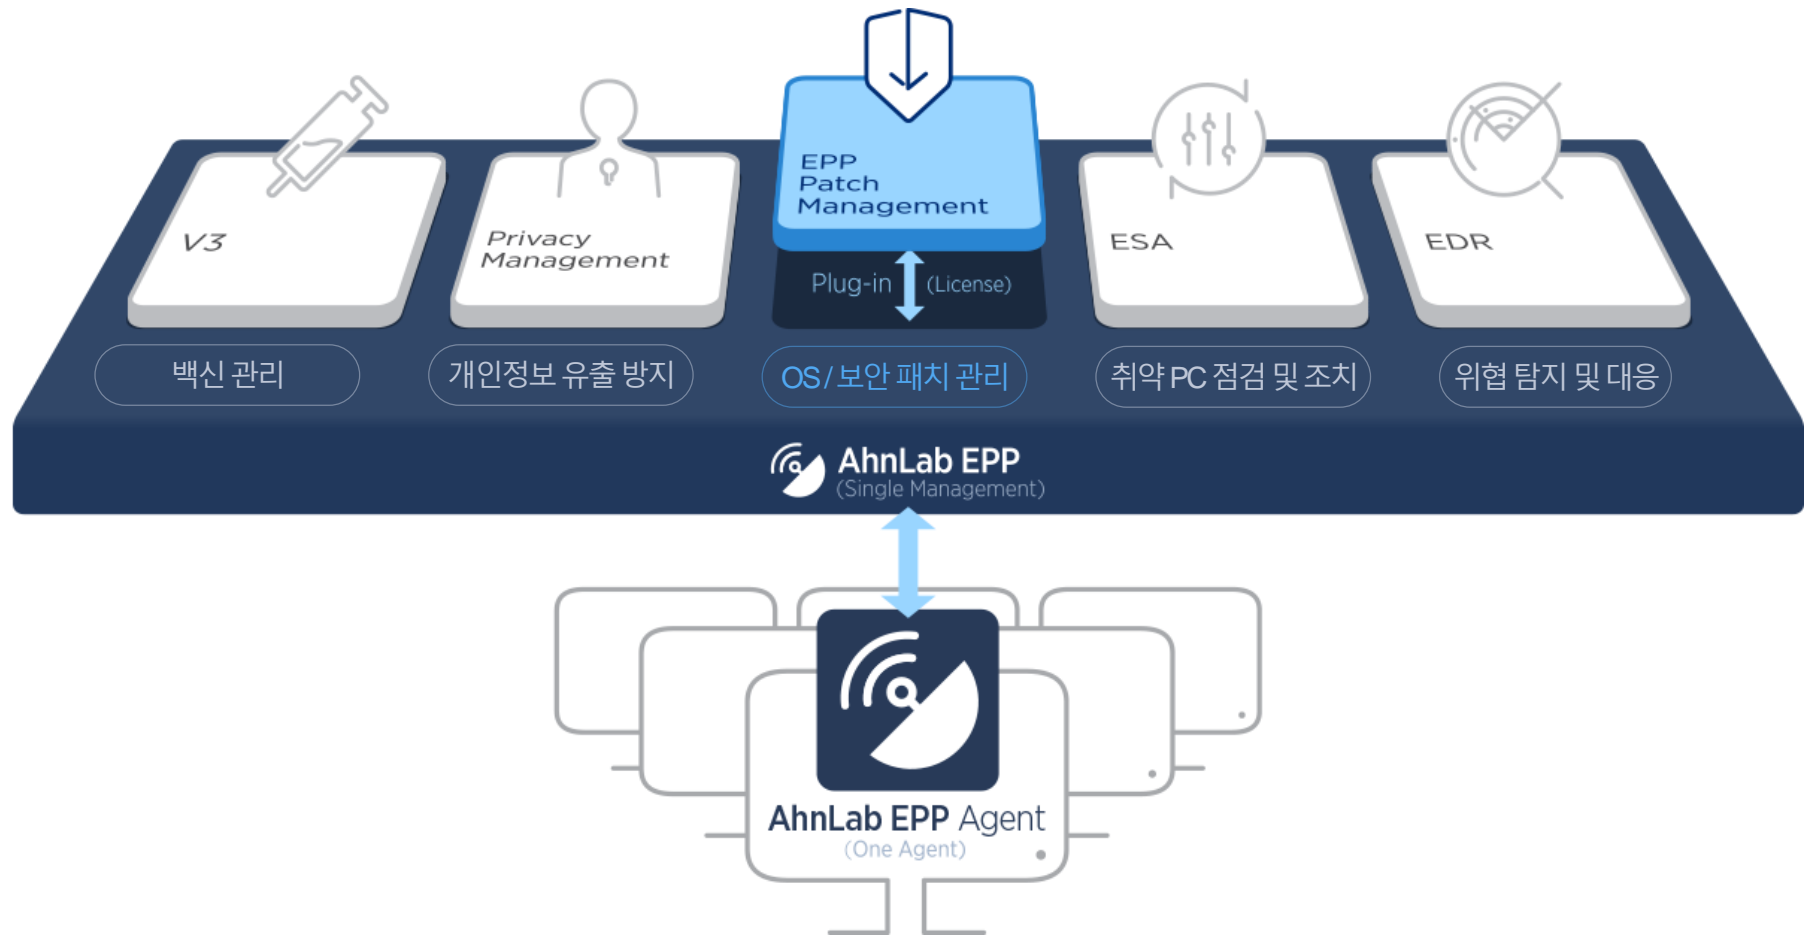 V3
Privacy
Management
EPP
Patch
Management
ESA
EDR
Plug-in (License)
백신 관리
개인정보 유출 방지
OS / 보안 패치 관리
취약 PC 점검 및 조치
위협 탐지 및 대응
AhnLab EPP
(Single Management)
AhnLab EPP Agent
(One Agent)